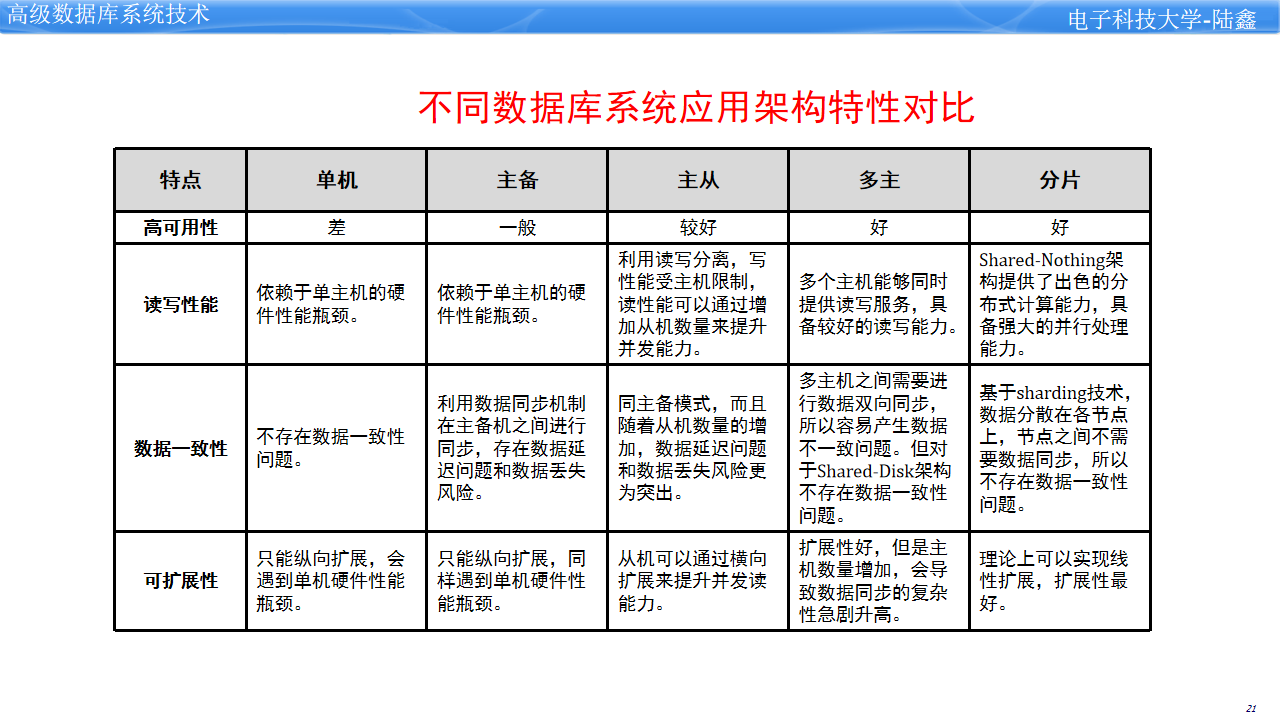 高级数据库系统技术
电子科技大学-陆鑫
不同数据库系统应用架构特性对比
特点
单机
主备
主从
多主
分片
高可用性
差
一般
较好
好
好
读写性能
依赖于单主机的硬
件性能瓶颈。
依赖于单主机的硬
件性能瓶颈。
利用读写分离，写
性能受主机限制，
读性能可以通过增
加从机数量来提升
并发能力。
多个主机能够同时
提供读写服务，具
备较好的读写能力。
Shared-Nothing架
构提供了出色的分
布式计算能力，具
备强大的并行处理
能力。
数据一致性
不存在数据一致性
问题。
利用数据同步机制
在主备机之间进行
同步，存在数据延
迟问题和数据丢失
风险。
同主备模式，而且
随着从机数量的增
加，数据延迟问题
和数据丢失风险更
为突出。
多主机之间需要进
行数据双向同步，
所以容易产生数据
不一致问题。但对
于Shared-Disk架构
不存在数据一致性
问题。
基于sharding技术，
数据分散在各节点
上，节点之间不需
要数据同步，所以
不存在数据一致性
问题。
可扩展性
只能纵向扩展，会
遇到单机硬件性能
瓶颈。
只能纵向扩展，同
样遇到单机硬件性
能瓶颈。
从机可以通过横向
扩展来提升并发读
能力。
扩展性好，但是主
机数量增加，会导
致数据同步的复杂
性急剧升高。
理论上可以实现线
性扩展，扩展性最
好。
21